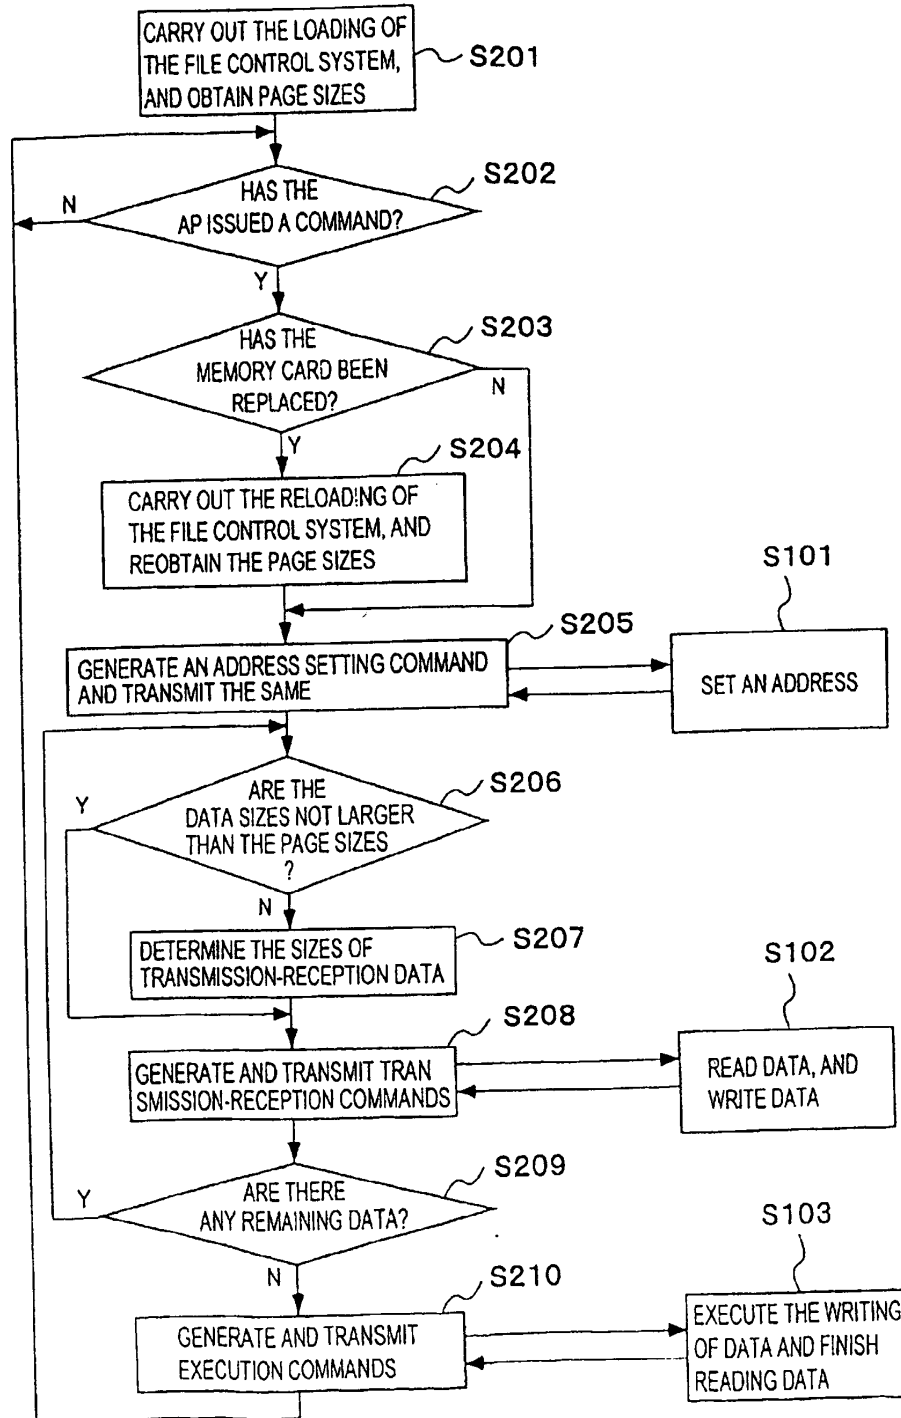 CARRY OUT THE LOADING OF
THE FILE CONTROL SYSTEM,
AND OBTAIN PAGE SIZES
S201
HAS THE
AP ISSUED A COMMAND?
S202
N
Y
HAS THE
MEMORY CARD BEEN
REPLACED?
S203
N
Y
S204
CARRY OUT THE RELOADING OF
THE FILE CONTROL SYSTEM, AND
REOBTAIN THE PAGE SIZES
S101
S205
GENERATE AN ADDRESS SETTING COMMAND
AND TRANSMIT THE SAME
SET AN ADDRESS
S206
Y
ARE THE
DATA SIZES NOT LARGER
THAN THE PAGE SIZES
?
N
S207
DETERMINE THE SIZES OF
TRANSMISSION-RECEPTION DATA
S102
S208
GENERATE AND TRANSMIT TRAN
SMISSION-RECEPTION COMMANDS
READ DATA, AND
WRITE DATA
S209
Y
ARE THERE
ANY REMAINING DATA?
N
S103
S210
GENERATE AND TRANSMIT
EXECUTION COMMANDS
EXECUTE THE WRITING
OF DATA AND FINISH
READING DATA